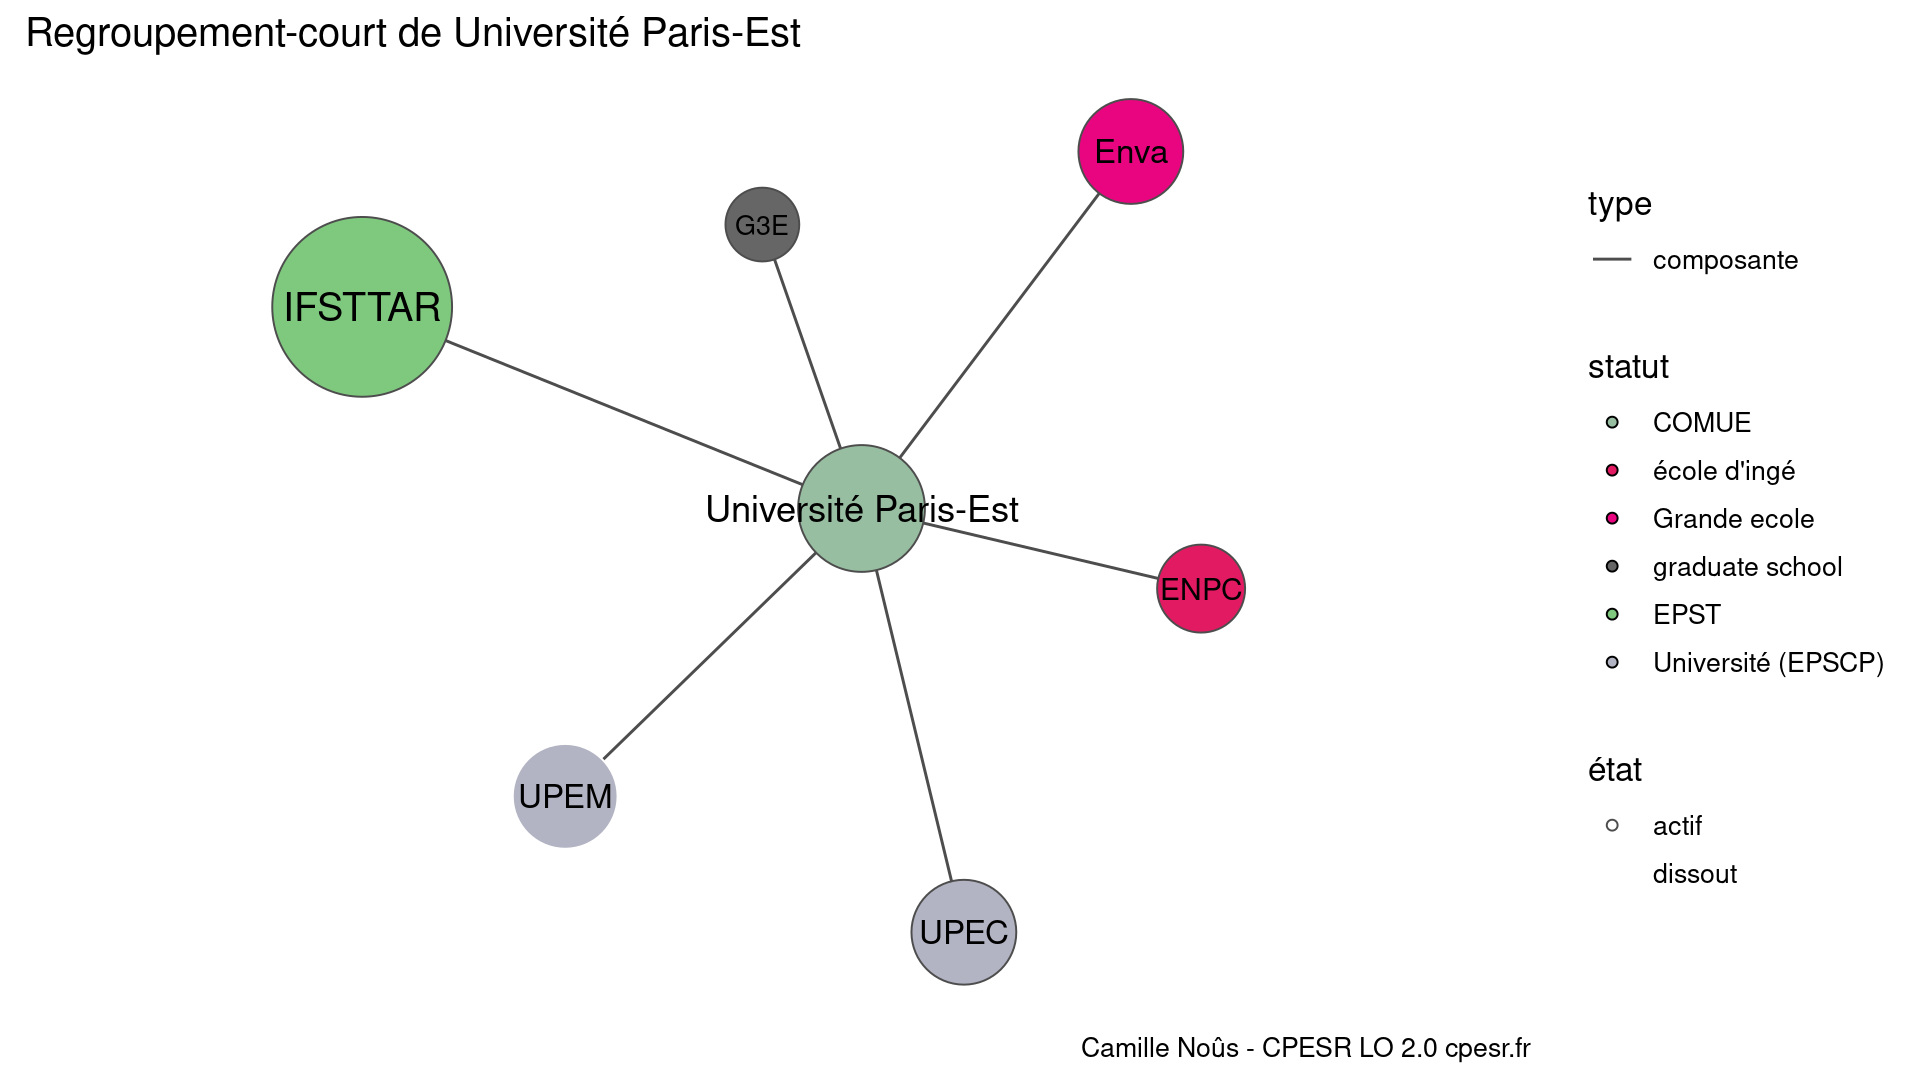 Regroupement-court de Université Paris-Est
Enva
G3E
IFSTTAR
Université Paris-Est
ENPC
UPEM
UPEC
type
composante
statut
COMUE
école d'ingé
Grande ecole
graduate school
EPST
Université (EPSCP)
état
actif
dissout
Camille Noûs - CPESR LO 2.0 cpesr.fr